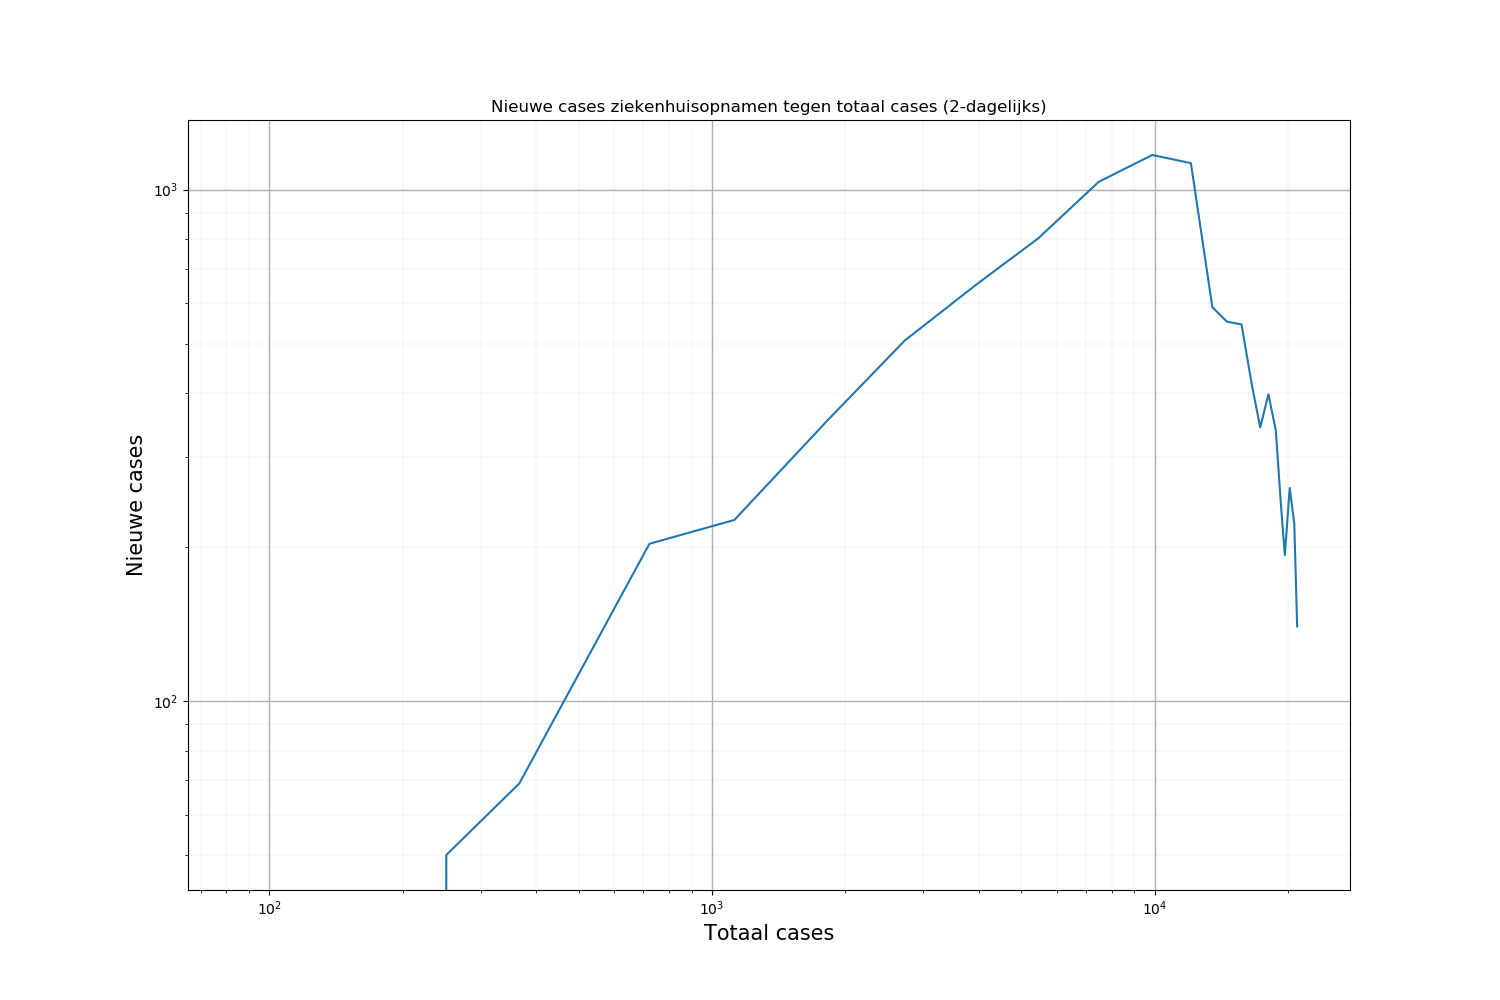 Nieuwe cases ziekenhuisopnamen tegen totaal cases (2-dagelijks)
10³
Nieuwe cases
10²
10² 10³ 10⁴
Totaal cases